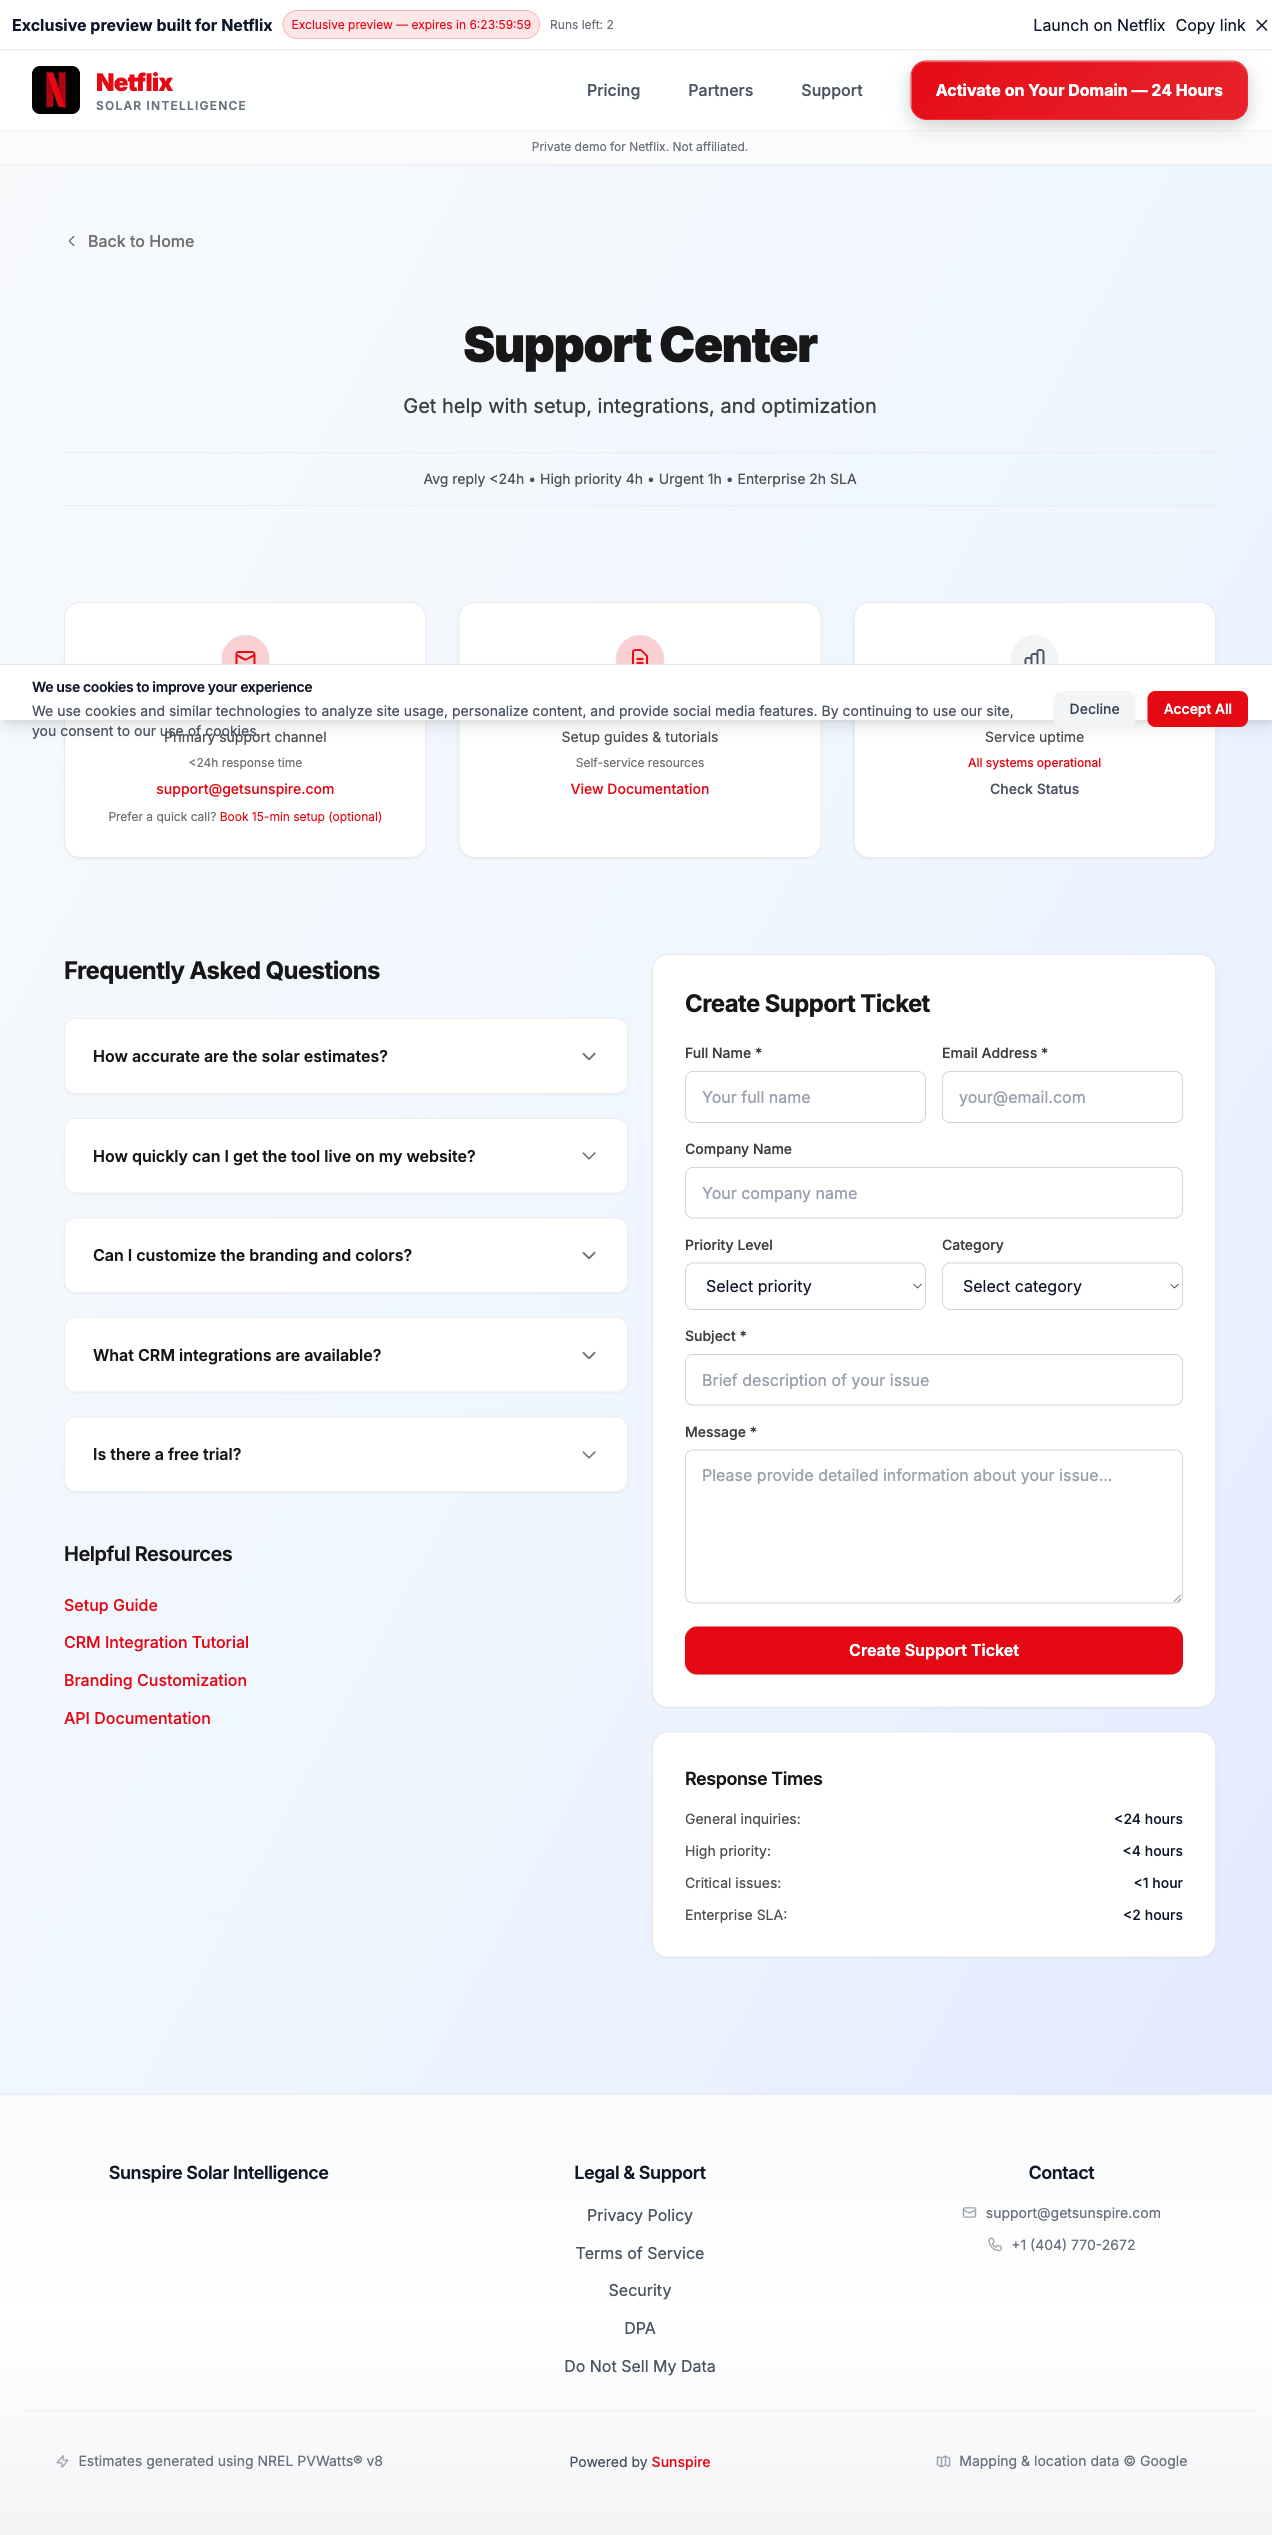 Exclusive preview built for Netflix
Exclusive preview — expires in 6:23:59:59
Runs left: 2
Launch on Netflix
Copy link
Netflix
SOLAR INTELLIGENCE
Pricing
Partners
Support
Activate on Your Domain — 24 Hours
Private demo for Netflix. Not affiliated.
Back to Home
Support Center
Get help with setup, integrations, and optimization
Avg reply <24h • High priority 4h • Urgent 1h • Enterprise 2h SLA
We use cookies to improve your experience
We use cookies and similar technologies to analyze site usage, personalize content, and provide social media features. By continuing to use our site,
you consent to our use of cookies.
Decline
Accept All
Primary support channel
<24h response time
support@getsunspire.com
Prefer a quick call? Book 15-min setup (optional)
Setup guides & tutorials
Self-service resources
View Documentation
Service uptime
All systems operational
Check Status
Frequently Asked Questions
How accurate are the solar estimates?
How quickly can I get the tool live on my website?
Can I customize the branding and colors?
What CRM integrations are available?
Is there a free trial?
Helpful Resources
Setup Guide
CRM Integration Tutorial
Branding Customization
API Documentation
Create Support Ticket
Full Name *
Email Address *
Your full name
your@email.com
Company Name
Your company name
Priority Level
Category
Select priority
Select category
Subject *
Brief description of your issue
Message *
Please provide detailed information about your issue...
Create Support Ticket
Response Times
General inquiries: <24 hours
High priority: <4 hours
Critical issues: <1 hour
Enterprise SLA: <2 hours
Sunspire Solar Intelligence
Legal & Support
Privacy Policy
Terms of Service
Security
DPA
Do Not Sell My Data
Contact
support@getsunspire.com
+1 (404) 770-2672
Estimates generated using NREL PVWatts® v8
Powered by Sunspire
Mapping & location data © Google